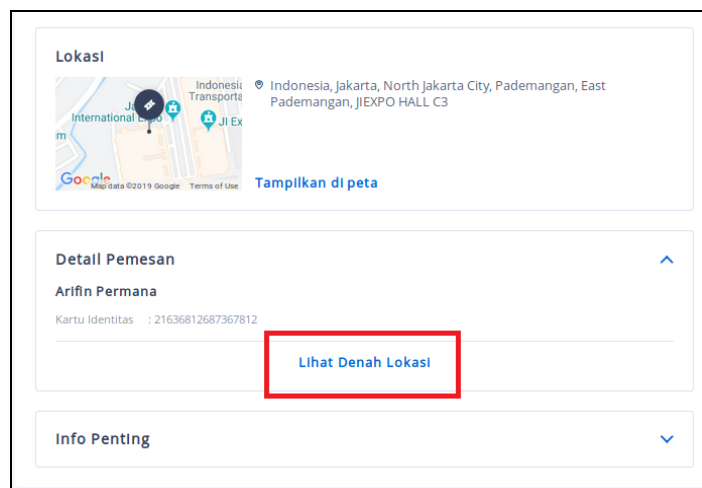 Lokasi
Indonesia, Jakarta, North Jakarta City, Pademangan, East
Pademangan, JIEXPO HALL C3
Indonesia
Transporta
International
JI Ex
m
Google
Map data ©2019 Google Terms of Use
Tampilkan di peta
Detail Pemesan
Arifin Permana
Kartu Identitas : 21636812687367812
Lihat Denah Lokasi
Info Penting